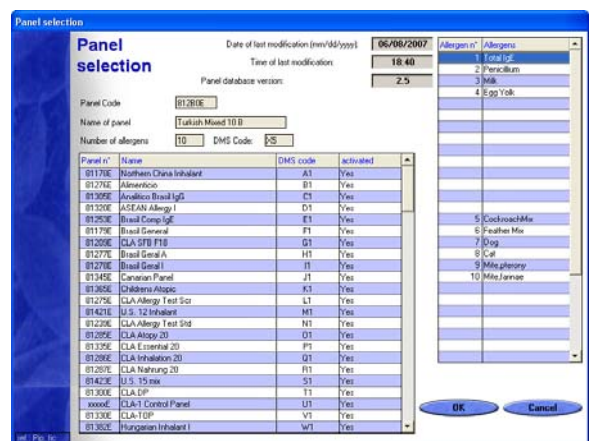 Panel selection
Panel selection
Date of last modification (mm/dd/yyyy): 06/08/2007
Time of last modification: 18:40
Panel database version: 2.5
Panel Code 812B0E
Name of panel Turkish Mixed 10 B
Number of allergens 10 DMS Code: X5
Panel n° Name DMS code activated
81178E Northern China Inhalant A1 Yes
81276E Alimenticio B1 Yes
81305E Analitico Brasil IgG C1 Yes
81320E ASEAN Allergy I D1 Yes
81253E Brasil Comp IgE E1 Yes
81179E Brasil General F1 Yes
81209E CLA SFB F18 G1 Yes
81277E Brasil Geral A H1 Yes
81278E Brasil Geral I I1 Yes
81345E Canarian Panel J1 Yes
81365E Childrens Atopic K1 Yes
81275E CLA Allergy Test Scr L1 Yes
81421E U.S. 12 Inhalant M1 Yes
81239E CLA Allergy Test Std N1 Yes
81285E CLA Atopy 20 O1 Yes
81335E CLA Essential 20 P1 Yes
81286E CLA Inhalation 20 Q1 Yes
81287E CLA Nahrung 20 R1 Yes
81423E U.S. 15 mix S1 Yes
81300E CLA DP T1 Yes
xxxxxE CLA-1 Control Panel U1 Yes
81330E CLA-TOP V1 Yes
81382E Hungarian Inhalant I W1 Yes
Allergen n° Allergens
1 Total IgE
2 Penicillium
3 Milk
4 Egg Yolk
5 CockroachMix
6 Feather Mix
7 Dog
8 Cat
9 Mite,pterony
10 Mite,farinae
OK Cancel